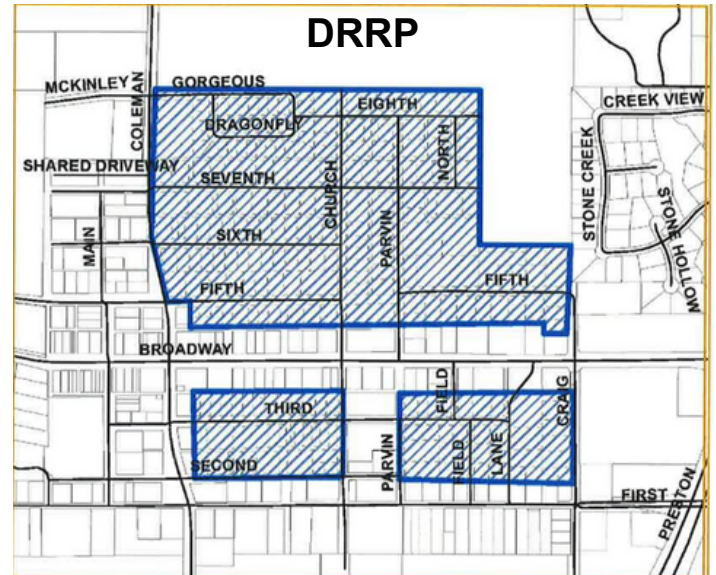 DRRP
MCKINLEY
GORGEOUS
COLEMAN
EIGHTH
CREEK VIEW
DRAGONFLY
NORTH
STONE CREEK
SHARED DRIVEWAY
SEVENTH
CHURCH
STONE HOLLOW
MAIN
SIXTH
PARVIN
FIFTH
FIFTH
BROADWAY
FIELD
CRAIG
THIRD
SECOND
PARVIN
FIELD
LANE
FIRST
PRESTON